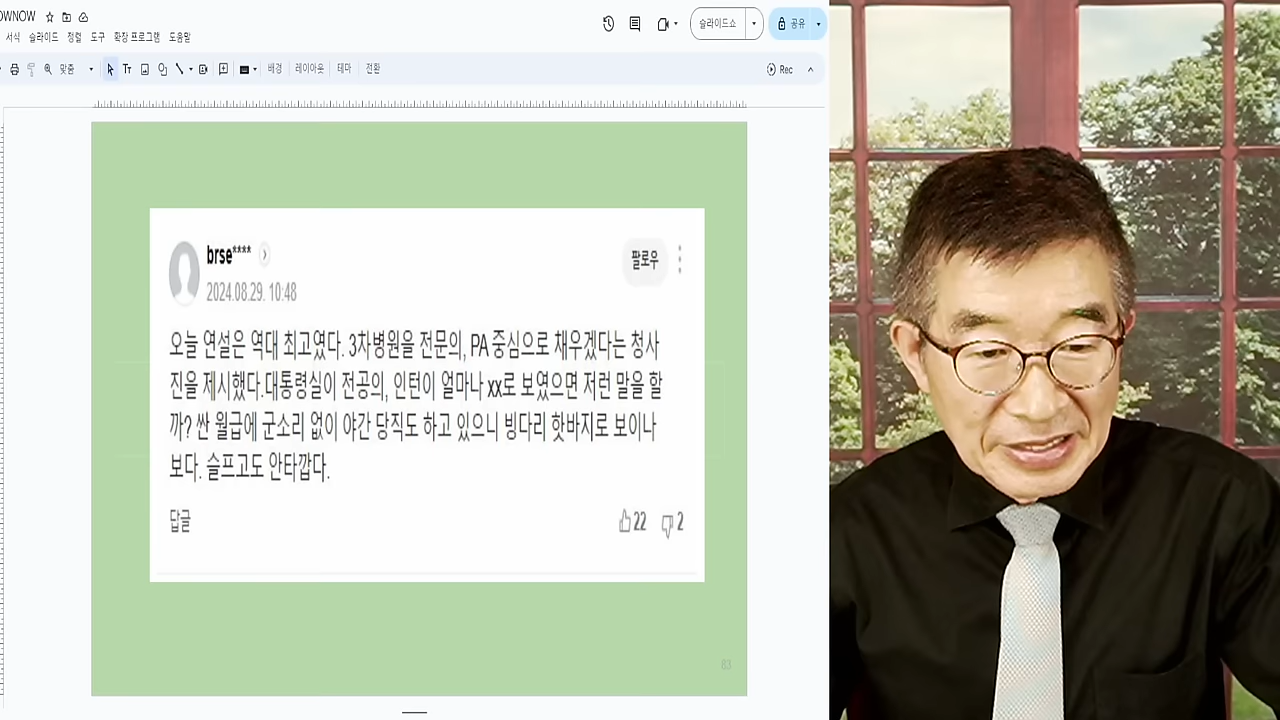 OWNOW
슬라이드쇼
공유
서식 슬라이드 정렬 도구 확장 프로그램 도움말
맞춤 Tт 배경 레이아웃 테마 전환 Rec
brse****
팔로우
2024.08.29. 10:48
오늘 연설은 역대 최고였다. 3차병원을 전문의, PA 중심으로 채우겠다는 청사
진을 제시했다.대통령실이 전공의, 인턴이 얼마나 xx로 보였으면 저런 말을 할
까? 싼 월급에 군소리 없이 야간 당직도 하고 있으니 빙다리 핫바지로 보이나
보다. 슬프고도 안타깝다.
답글
22 2
63